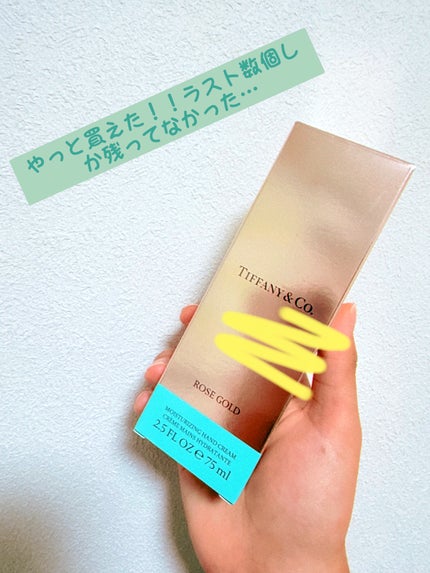 やっと買えた！！ラスト数個し
か残ってなかった…
TIFFANY & CO.
ROSE GOLD
MOISTURIZING HAND CREAM
CRÈME MAINS HYDRATANTE
2.5 FL OZ ℮ 75 ml